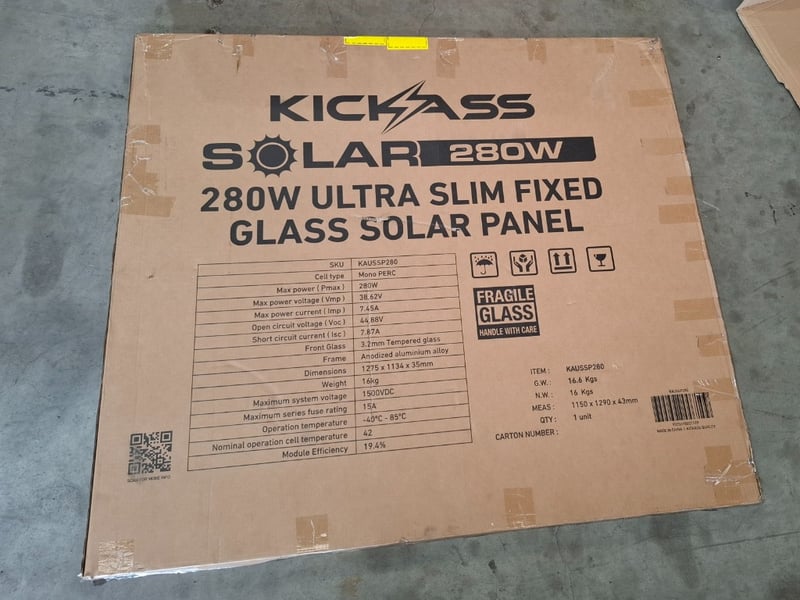 KICKASS
SOLAR 280W
280W ULTRA SLIM FIXED
GLASS SOLAR PANEL
SKU KAUSSP280
Cell type Mono PERC
Max power ( Pmax ) 280W
Max power voltage ( Vmp ) 38.62V
Max power current ( Imp ) 7.45A
Open circuit voltage ( Voc ) 44.88V
Short circuit current ( Isc ) 7.87A
Front Glass 3.2mm Tempered glass
Frame Anodized aluminium alloy
Dimensions 1275 x 1134 x 35mm
Weight 16kg
Maximum system voltage 1500VDC
Maximum series fuse rating 15A
Operation temperature -40°C - 85°C
Nominal operation cell temperature 42
Module Efficiency 19.4%
FRAGILE
GLASS
HANDLE WITH CARE
ITEM : KAUSSP280
G.W. : 16.6 Kgs
N.W. : 16 Kgs
MEAS : 1150 x 1290 x 43mm
QTY : 1 unit
CARTON NUMBER :
SCAN FOR MORE INFO